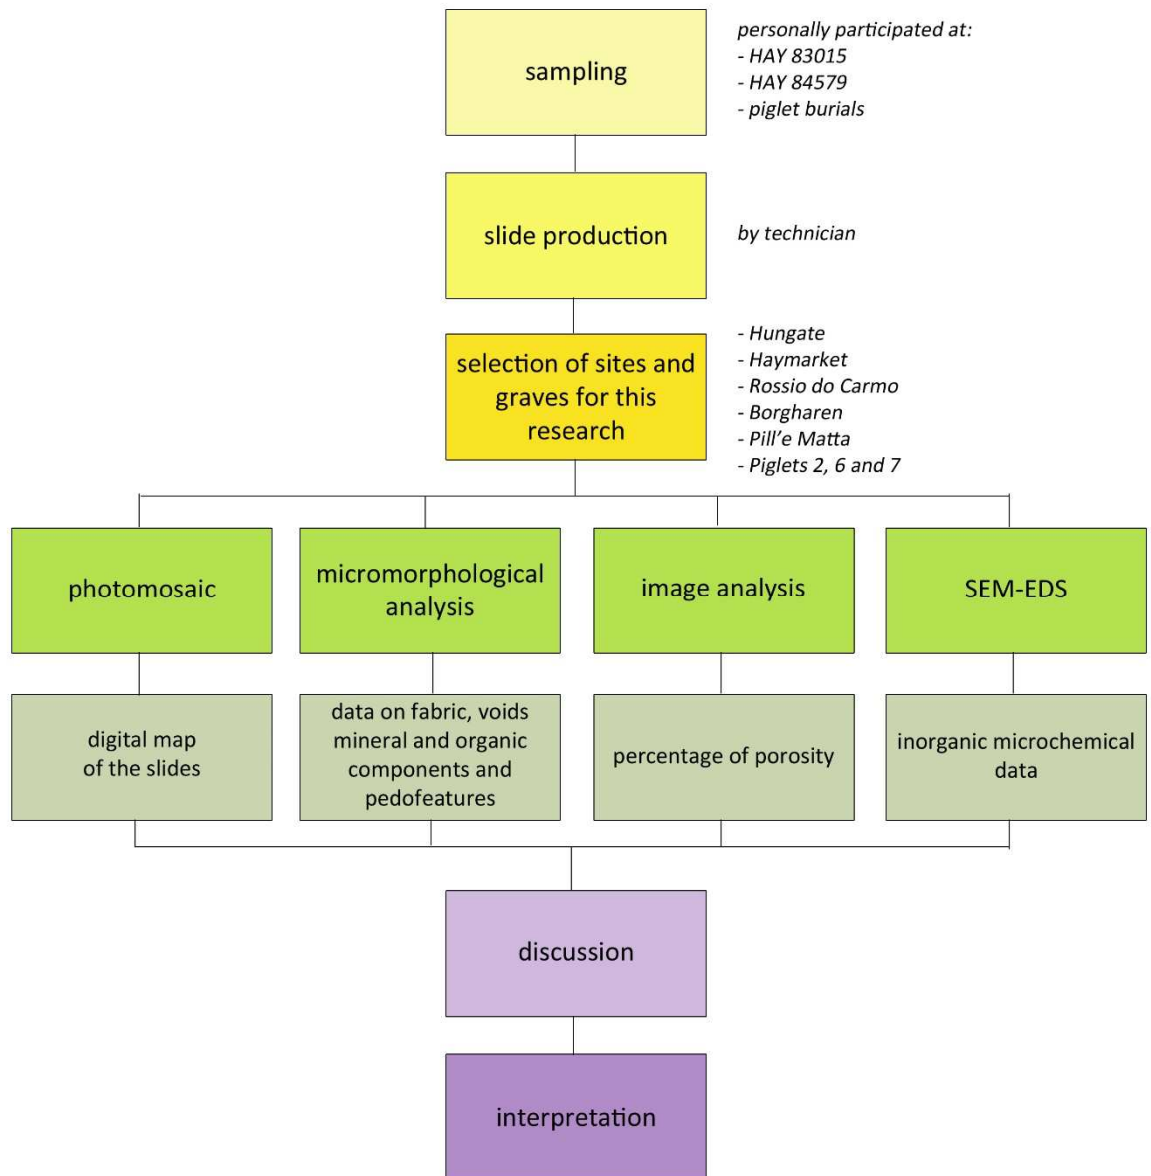 sampling
personally participated at:
- HAY 83015
- HAY 84579
- piglet burials
slide production
by technician
selection of sites and
graves for this
research
- Hungate
- Haymarket
- Rossio do Carmo
- Borgharen
- Pill'e Matta
- Piglets 2, 6 and 7
photomosaic
micromorphological
analysis
image analysis
SEM-EDS
digital map
of the slides
data on fabric, voids
mineral and organic
components and
pedofeatures
percentage of porosity
inorganic microchemical
data
discussion
interpretation